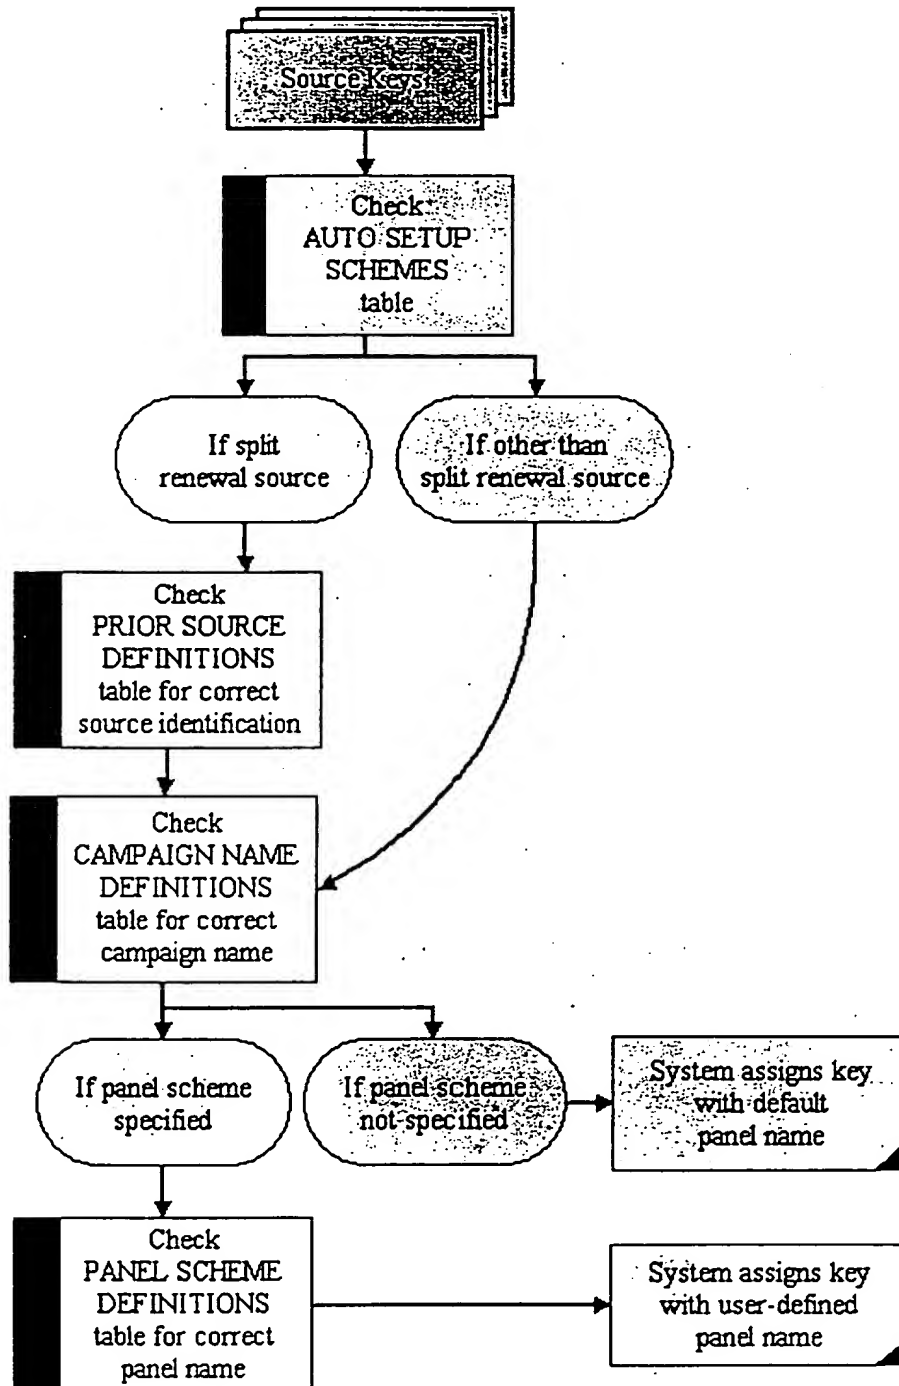 Source Keys
Check:
AUTO SETUP
SCHEMES
table
If split
renewal source
If other than
split renewal source
Check
PRIOR SOURCE
DEFINITIONS
table for correct
source identification
Check
CAMPAIGN NAME
DEFINITIONS
table for correct
campaign name
If panel scheme
specified
If panel scheme
not specified
System assigns key
with default
panel name
Check
PANEL SCHEME
DEFINITIONS
table for correct
panel name
System assigns key
with user-defined
panel name